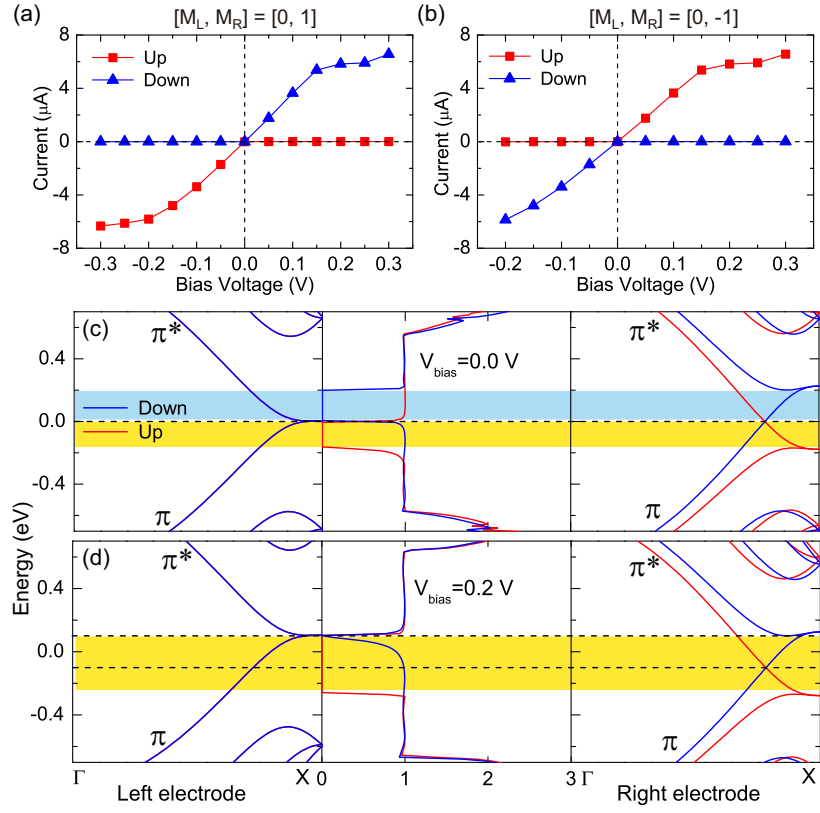 (a) [M_L, M_R] = [0, 1] (b) [M_L, M_R] = [0, -1]
8 8
Up Up
Down Down
4 4
0 0
-4 -4
-8 -8
Current (μA) Current (μA)
-0.3 -0.2 -0.1 0.0 0.1 0.2 0.3 -0.2 -0.1 0.0 0.1 0.2 0.3
Bias Voltage (V) Bias Voltage (V)
(c) π* V_bias=0.0 V π*
0.4
Down
0.0
Up
-0.4
π π
Energy (eV)
(d) π* V_bias=0.2 V π*
0.4
0.0
-0.4
π π
Γ X 0 1 2 3 Γ X
Left electrode Right electrode